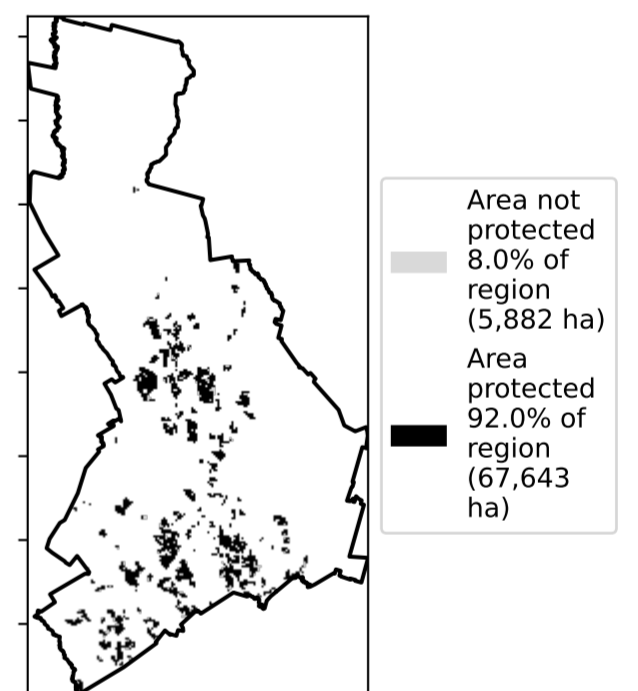 Area not
protected
8.0% of
region
(5,882 ha)
Area
protected
92.0% of
region
(67,643
ha)